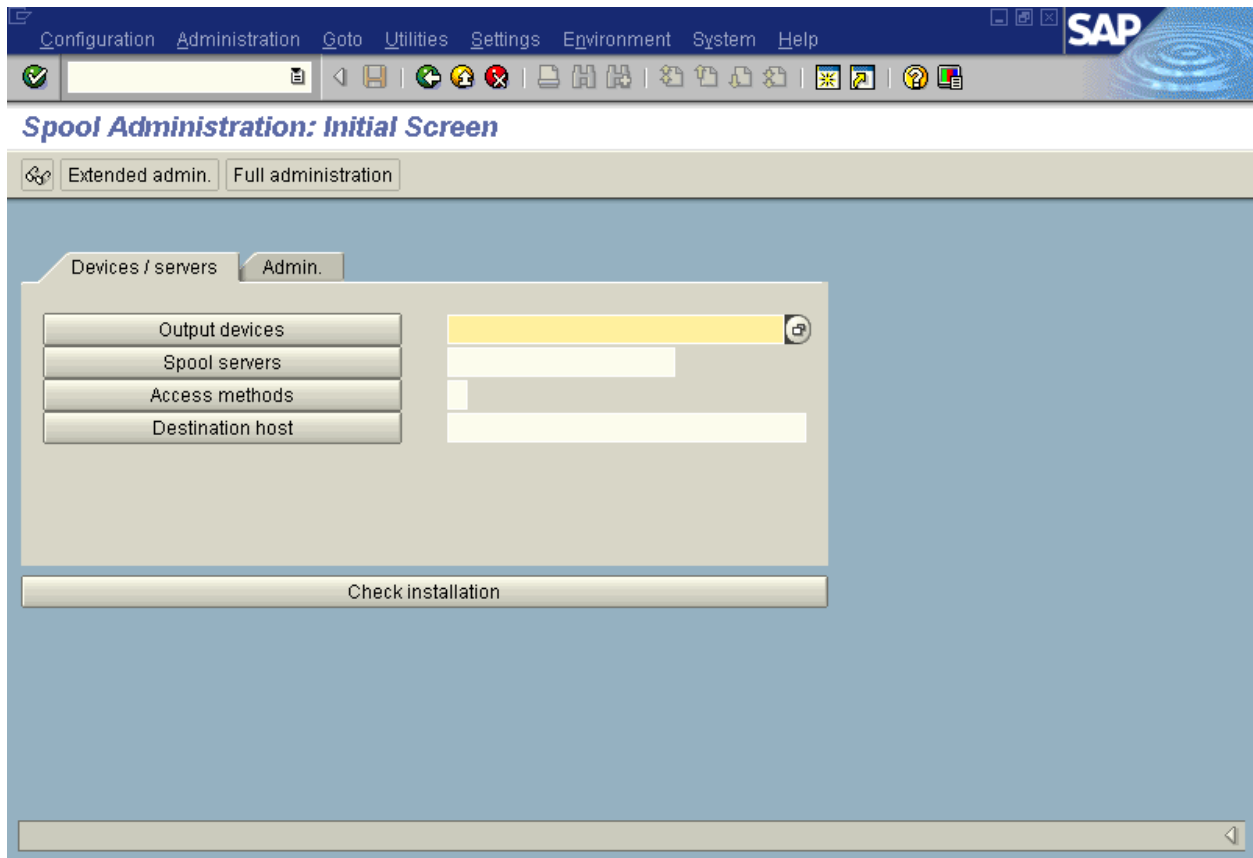 Configuration Administration Goto Utilities Settings Environment System Help
SAP
Spool Administration: Initial Screen
Extended admin. Full administration
Devices / servers Admin.
Output devices
Spool servers
Access methods
Destination host
Check installation